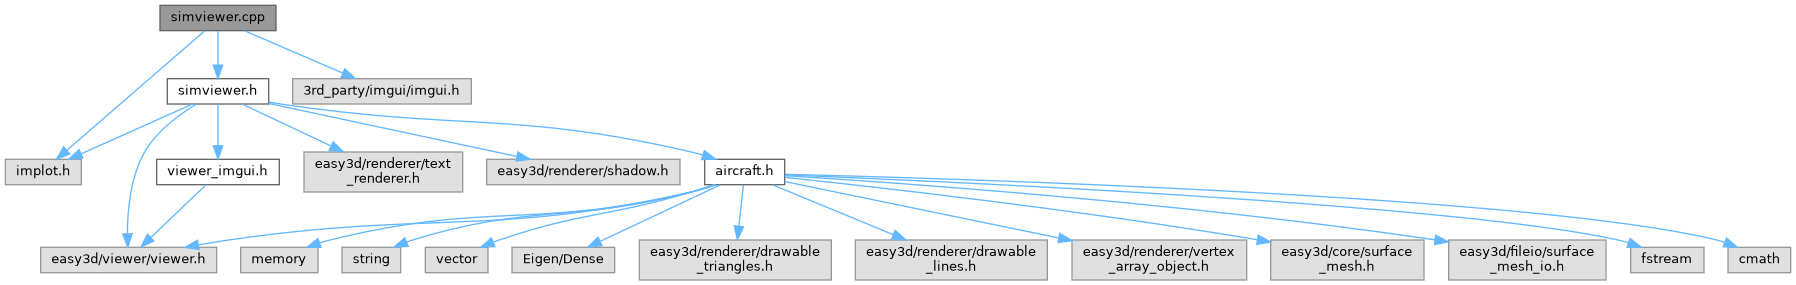 simviewer.cpp
simviewer.h
3rd_party/imgui/imgui.h
implot.h
viewer_imgui.h
easy3d/renderer/text
_renderer.h
easy3d/renderer/shadow.h
aircraft.h
easy3d/viewer/viewer.h
memory
string
vector
Eigen/Dense
easy3d/renderer/drawable
_triangles.h
easy3d/renderer/drawable
_lines.h
easy3d/renderer/vertex
_array_object.h
easy3d/core/surface
_mesh.h
easy3d/fileio/surface
_mesh_io.h
fstream
cmath